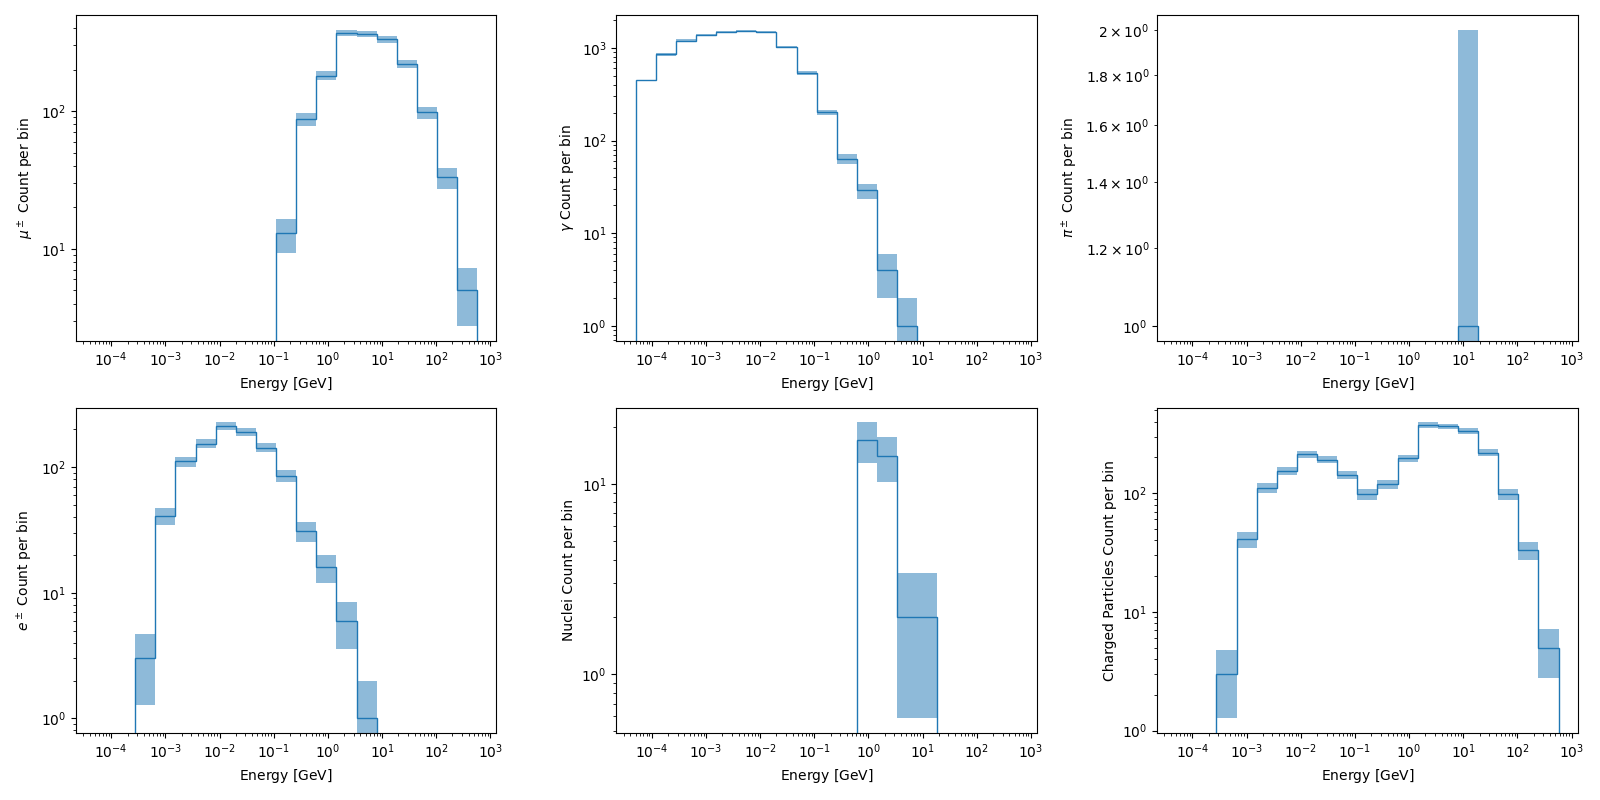 μ± Count per bin
10²
10¹
10⁻⁴ 10⁻³ 10⁻² 10⁻¹ 10⁰ 10¹ 10² 10³
Energy [GeV]
γ Count per bin
10³
10²
10¹
10⁰
10⁻⁴ 10⁻³ 10⁻² 10⁻¹ 10⁰ 10¹ 10² 10³
Energy [GeV]
π± Count per bin
2 × 10⁰
1.8 × 10⁰
1.6 × 10⁰
1.4 × 10⁰
1.2 × 10⁰
10⁰
10⁻⁴ 10⁻³ 10⁻² 10⁻¹ 10⁰ 10¹ 10² 10³
Energy [GeV]
e± Count per bin
10²
10¹
10⁰
10⁻⁴ 10⁻³ 10⁻² 10⁻¹ 10⁰ 10¹ 10² 10³
Energy [GeV]
Nuclei Count per bin
10¹
10⁰
10⁻⁴ 10⁻³ 10⁻² 10⁻¹ 10⁰ 10¹ 10² 10³
Energy [GeV]
Charged Particles Count per bin
10²
10¹
10⁰
10⁻⁴ 10⁻³ 10⁻² 10⁻¹ 10⁰ 10¹ 10² 10³
Energy [GeV]